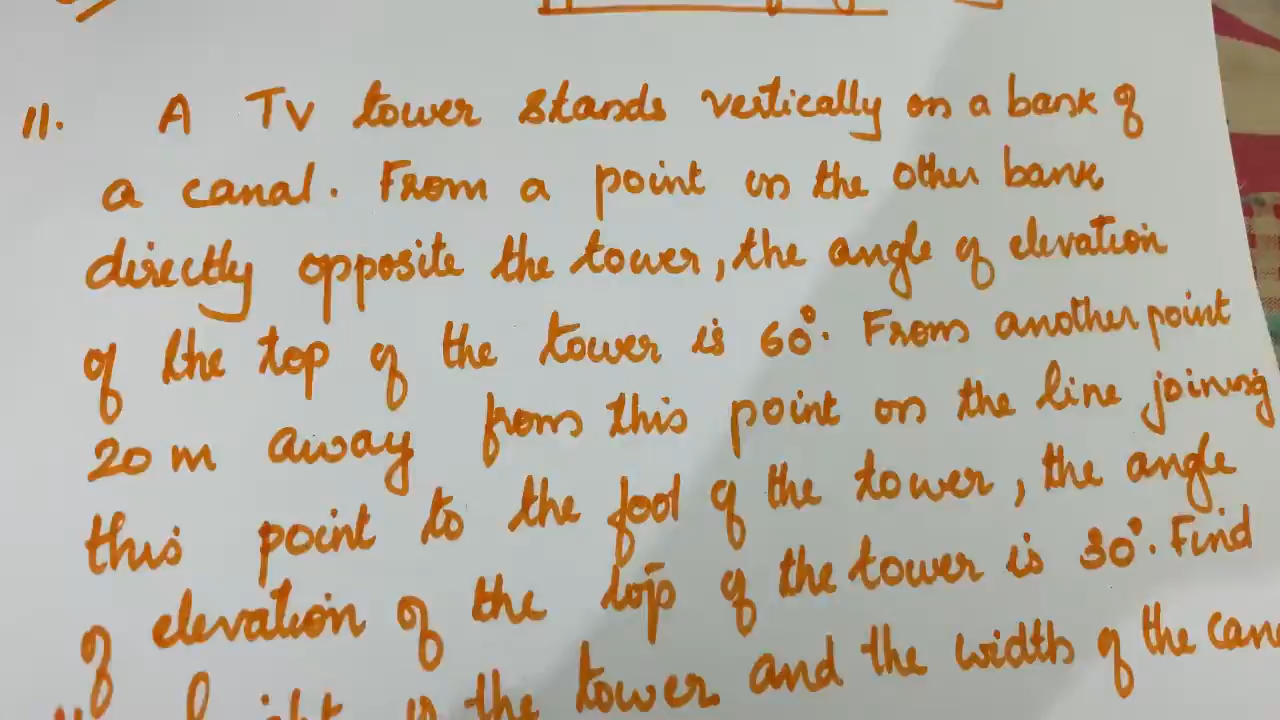 11. A TV tower stands vertically on a bank of
a canal. From a point on the other bank
directly opposite the tower, the angle of elevation
of the top of the tower is 60°. From another point
20 m away from this point on the line joining
this point to the foot of the tower, the angle
of elevation of the top of the tower is 30°. Find
the tower and the width of the can